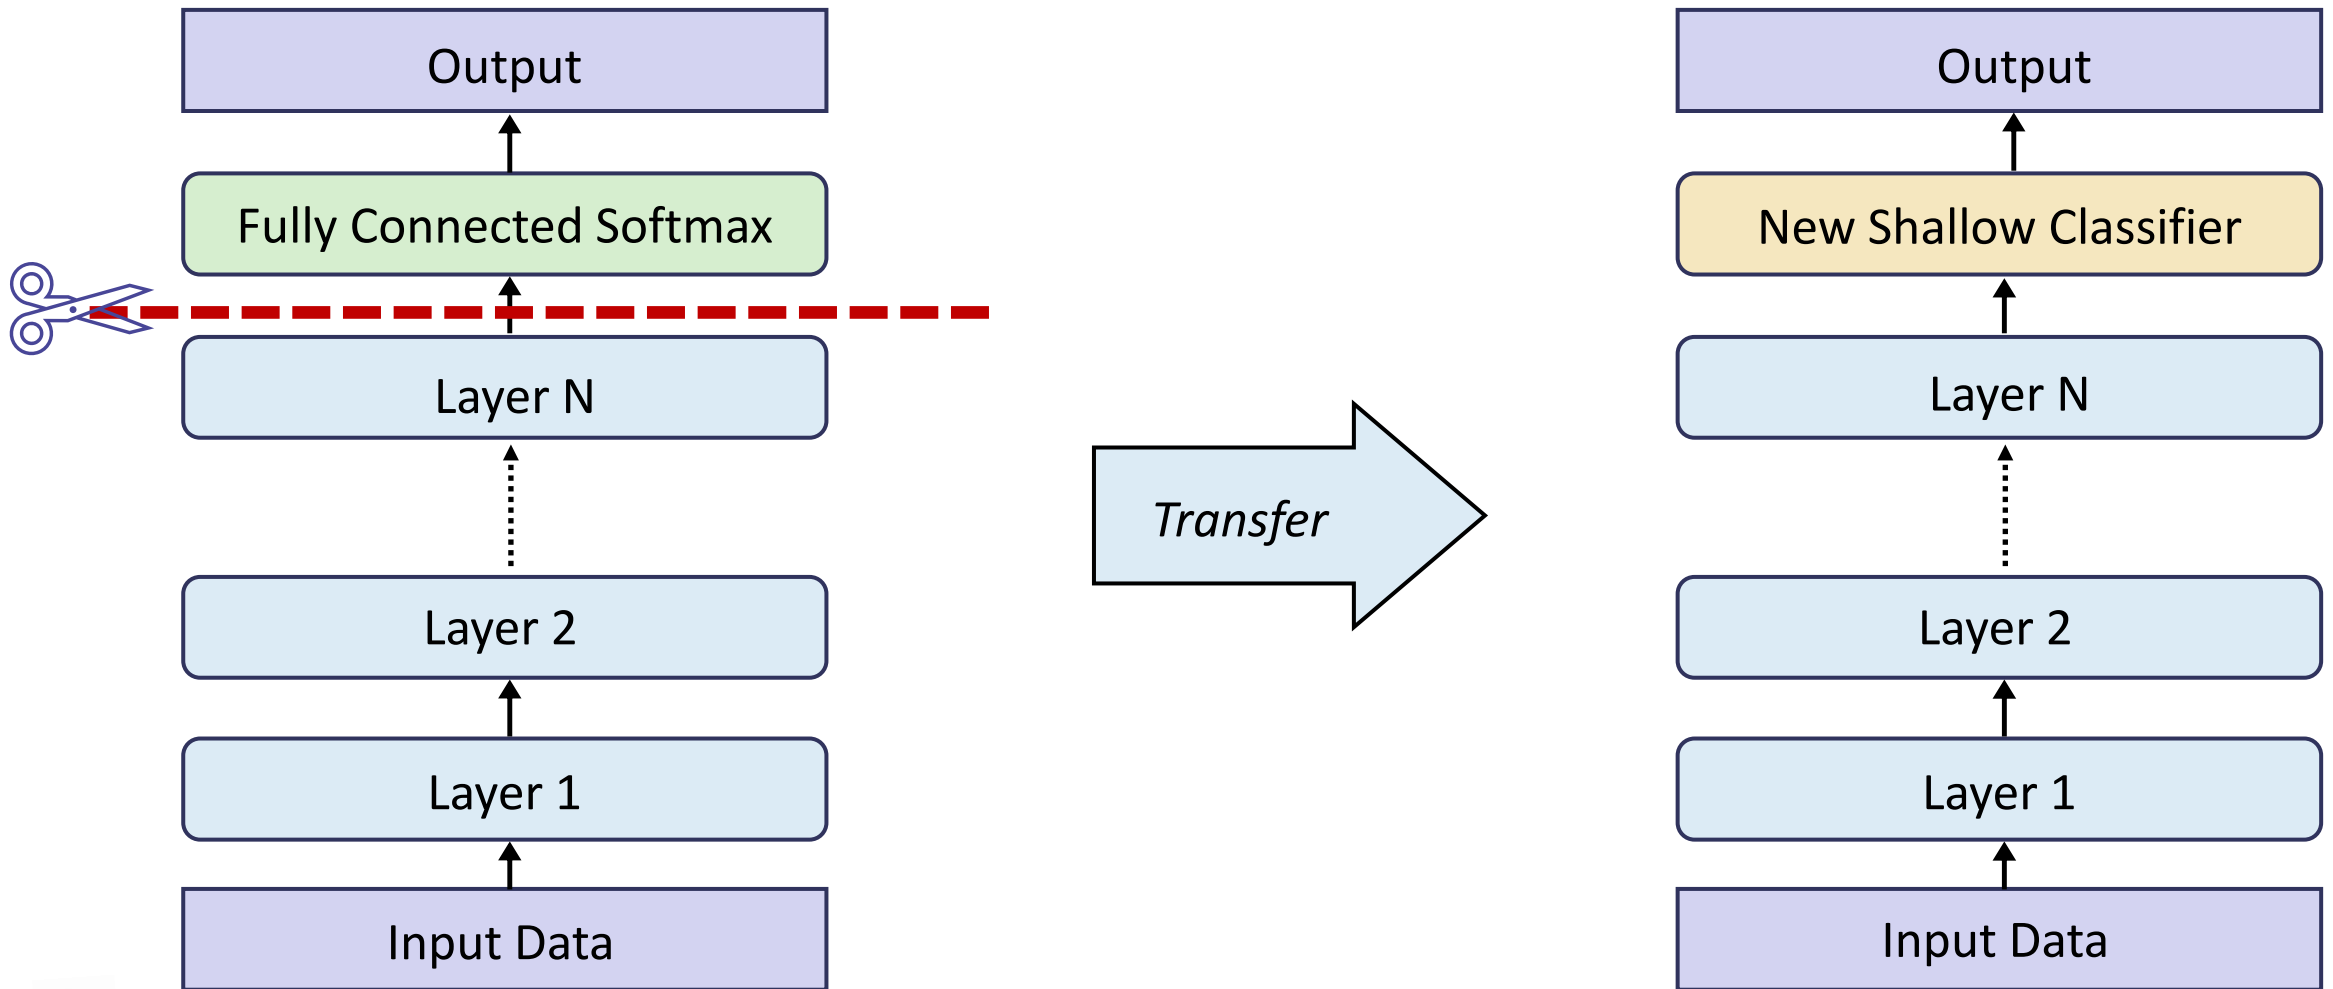 Output
Fully Connected Softmax
Layer N
Layer 2
Layer 1
Input Data
Transfer
Output
New Shallow Classifier
Layer N
Layer 2
Layer 1
Input Data